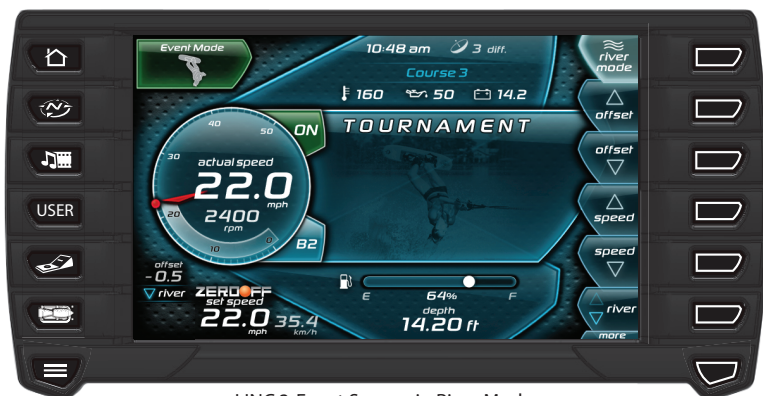 Event Mode
10:48 am 3 diff.
Course 3
160 50 14.2
river
mode
offset
offset
speed
speed
river
more
USER
40
50
30
20
10
0
ON
TOURNAMENT
actual speed
22.0
mph
2400
rpm
B2
offset
-0.5
river
ZERO OFF
set speed
22.0 mph 35.4 km/h
E 64% F
depth
14.20 ft